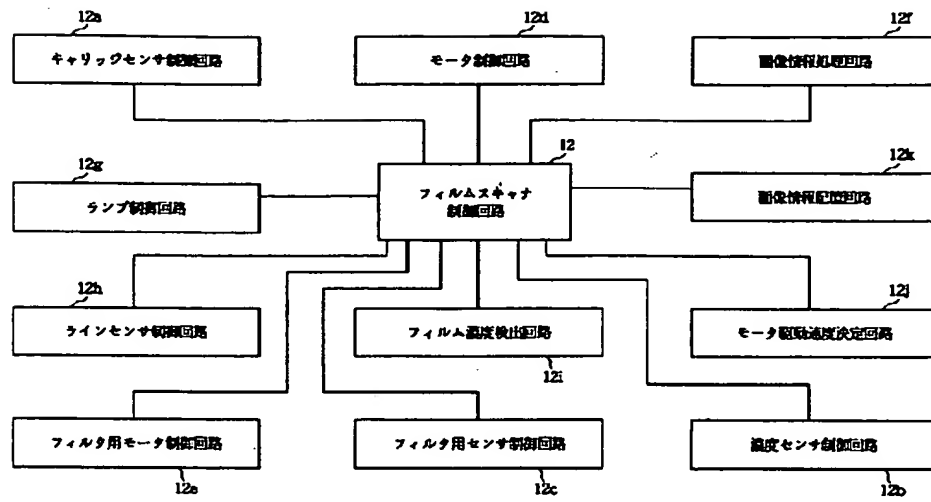 12a
12d
12f
キャリッジセンサ制御回路
モータ制御回路
画像情報処理回路
12
12g
12k
フィルムスキャナ
制御回路
ランプ制御回路
画像情報記憶回路
12h
12j
ラインセンサ制御回路
フィルム濃度検出回路
モータ駆動速度決定回路
12i
フィルタ用モータ制御回路
フィルタ用センサ制御回路
温度センサ制御回路
12e
12c
12b